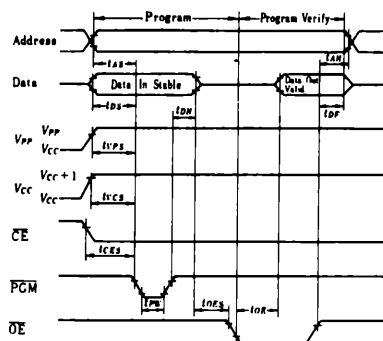 Program Program Verify
Address
tAS tAH
Data Data In Stable Data Out Valid
tDS tDH tDF
VPP VPP
VCC tVPS
VCC VCC + 1
VCC tVCS
CE
tCES
PGM
tPW tOES tOE
OE